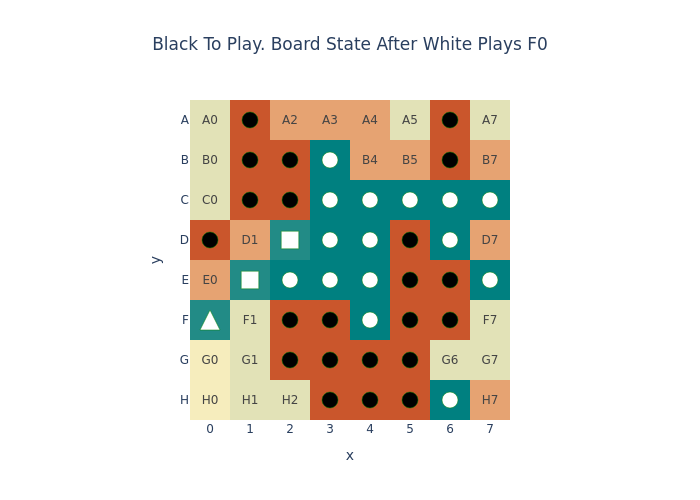 Black To Play. Board State After White Plays F0
A A0 A2 A3 A4 A5 A7
B B0 B4 B5 B7
C C0
D D1 D7
E E0
F F1 F7
G G0 G1 G6 G7
H H0 H1 H2 H7
0 1 2 3 4 5 6 7
x
y